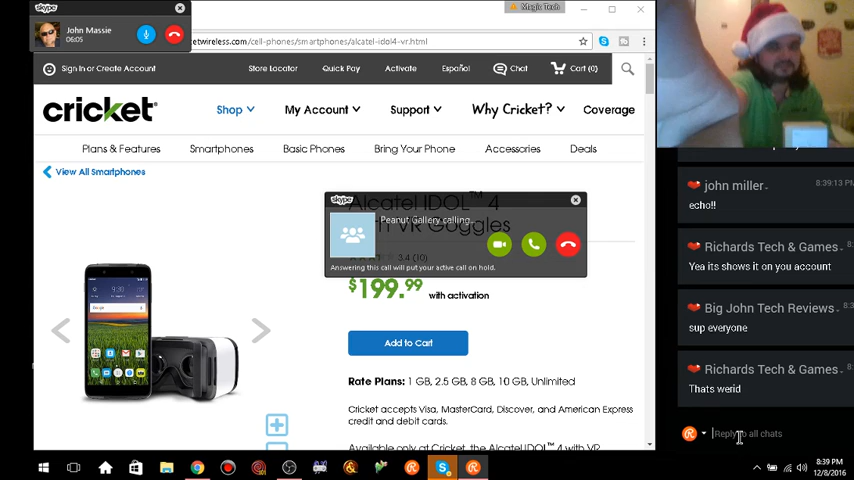 skype
John Massie
06:05
Magic Tech
etwireless.com/cell-phones/smartphones/alcatel-idol4-vr.html
Sign In or Create Account
Store Locator
Quick Pay
Activate
Español
Chat
Cart (0)
cricket
Shop
My Account
Support
Why Cricket?
Coverage
Plans & Features
Smartphones
Basic Phones
Bring Your Phone
Accessories
Deals
View All Smartphones
skype
Alcatel IDOL™ 4
Peanut Gallery calling...
with VR Goggles
3.4 (10)
Answering this call will put your active call on hold.
$199.99 with activation
Add to Cart
Rate Plans: 1 GB, 2.5 GB, 8 GB, 10 GB, Unlimited
Cricket accepts Visa, MasterCard, Discover, and American Express
credit and debit cards.
Available only at Cricket, the Alcatel IDOL 4 with VR
john miller
8:39:13 PM
echo!!
Richards Tech & Games
Yea its shows it on you account
Big John Tech Reviews
sup everyone
Richards Tech & Games
Thats werid
Reply to all chats
8:39 PM
12/8/2016